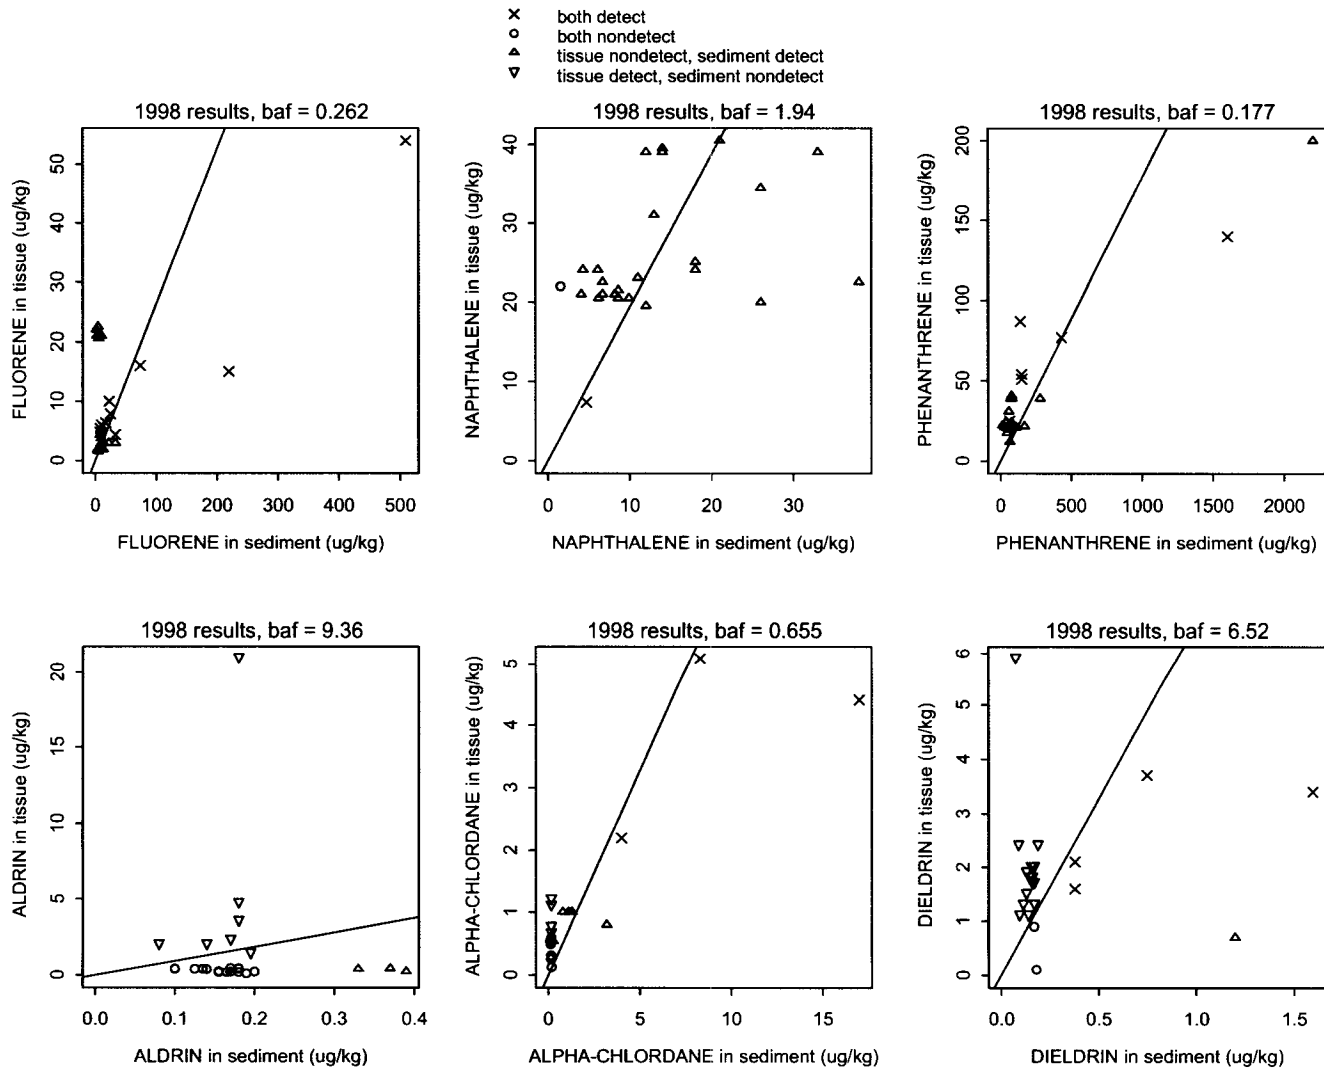 both detect
both nondetect
tissue nondetect, sediment detect
tissue detect, sediment nondetect
1998 results, baf = 0.262
FLUORENE in tissue (ug/kg)
0 10 20 30 40 50
0 100 200 300 400 500
FLUORENE in sediment (ug/kg)
1998 results, baf = 1.94
NAPHTHALENE in tissue (ug/kg)
0 10 20 30 40
0 10 20 30
NAPHTHALENE in sediment (ug/kg)
1998 results, baf = 0.177
PHENANTHRENE in tissue (ug/kg)
0 50 100 150 200
0 500 1000 2000
PHENANTHRENE in sediment (ug/kg)
1998 results, baf = 9.36
ALDRIN in tissue (ug/kg)
0 5 10 15 20
0.0 0.1 0.2 0.3 0.4
ALDRIN in sediment (ug/kg)
1998 results, baf = 0.655
ALPHA-CHLORDANE in tissue (ug/kg)
0 1 2 3 4 5
0 5 10 15
ALPHA-CHLORDANE in sediment (ug/kg)
1998 results, baf = 6.52
DIELDRIN in tissue (ug/kg)
0 1 2 3 4 5 6
0.0 0.5 1.0 1.5
DIELDRIN in sediment (ug/kg)